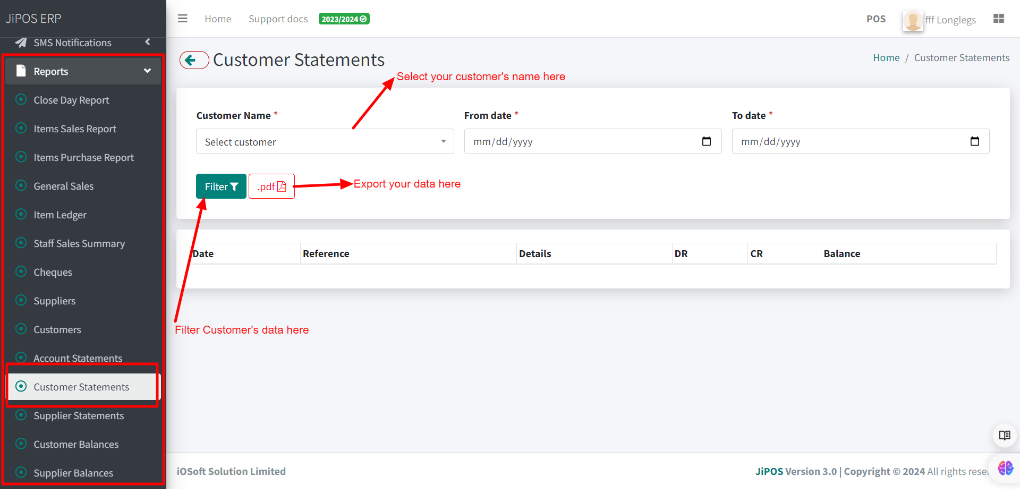 JiPOS ERP
Home
Support docs
2023/2024
POS
fff Longlegs
SMS Notifications
Reports
Close Day Report
Items Sales Report
Items Purchase Report
General Sales
Item Ledger
Staff Sales Summary
Cheques
Suppliers
Customers
Account Statements
Customer Statements
Supplier Statements
Customer Balances
Supplier Balances
Customer Statements
Home / Customer Statements
Select your customer's name here
Customer Name *
From date *
To date *
Select customer
mm/dd/yyyy
mm/dd/yyyy
Filter
.pdf
Export your data here
Date
Reference
Details
DR
CR
Balance
Filter Customer's data here
iOSoft Solution Limited
JiPOS Version 3.0 | Copyright © 2024 All rights